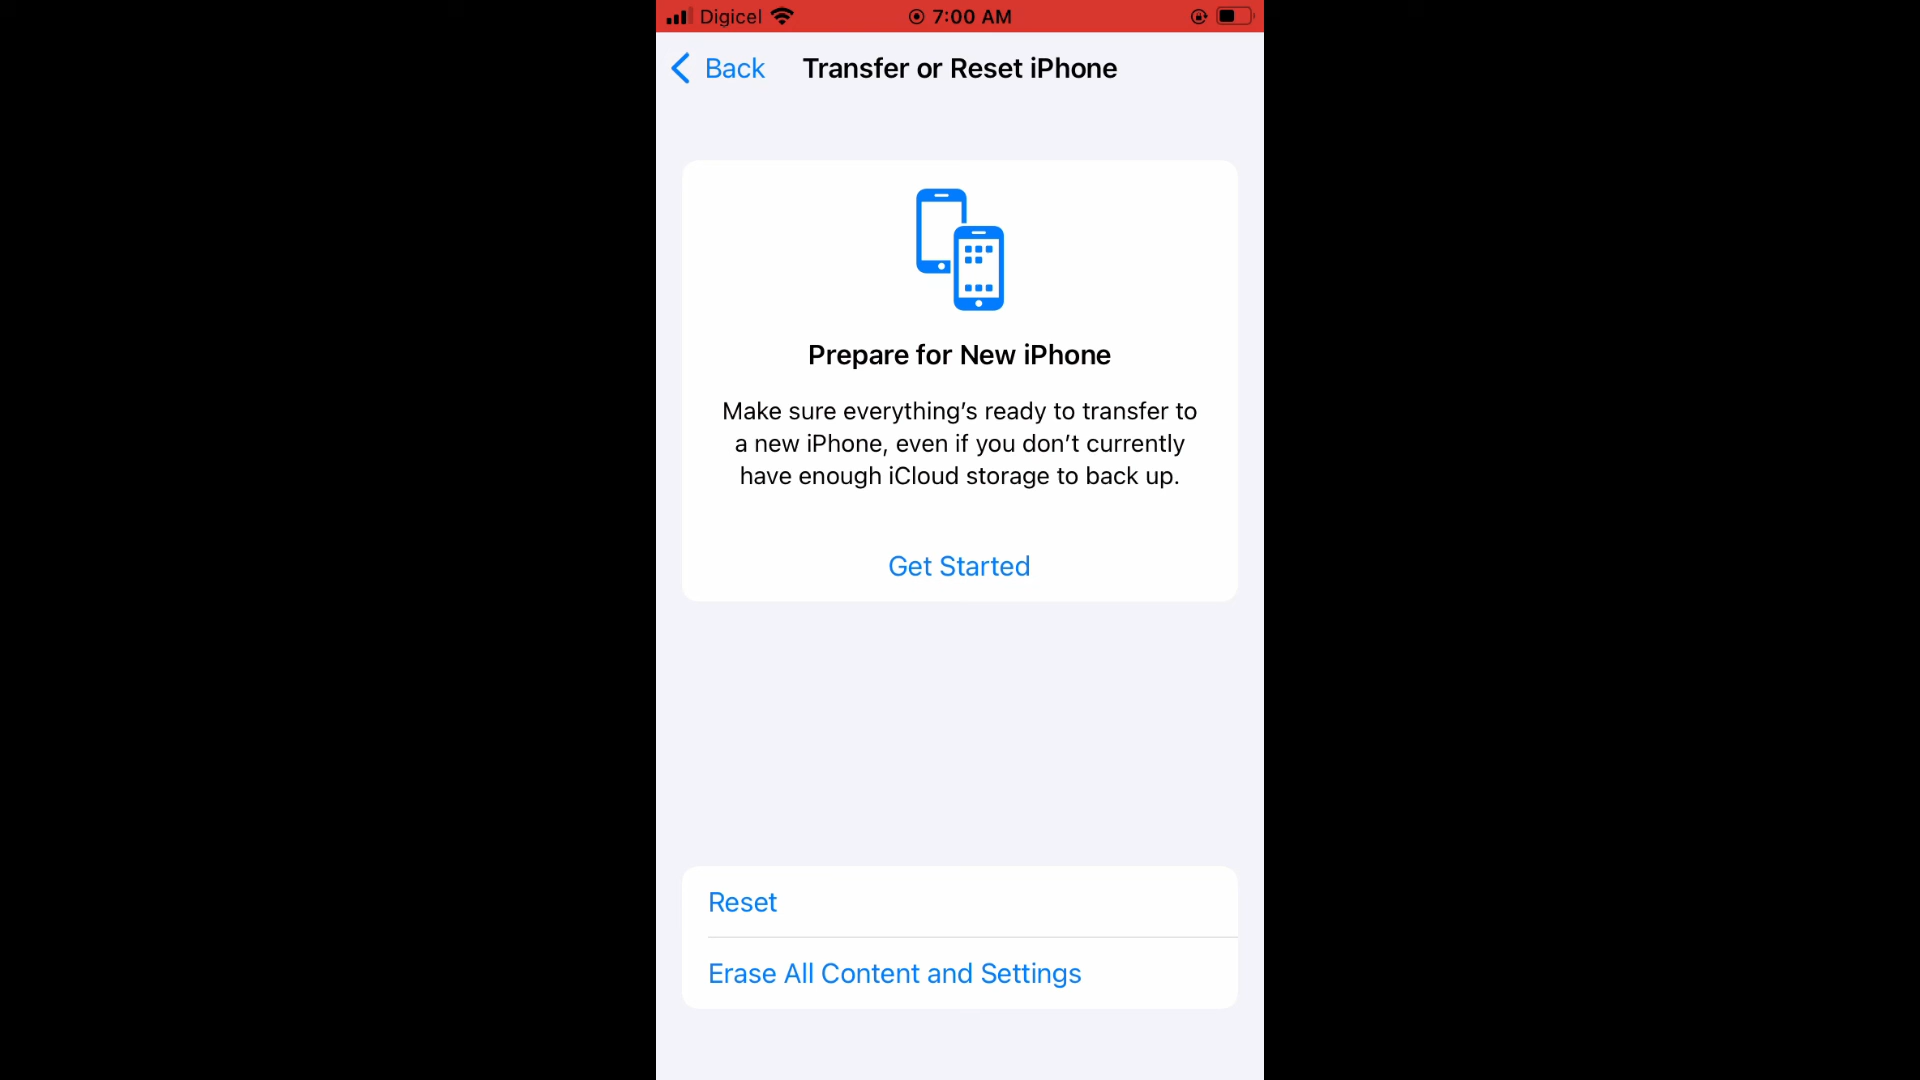 Digicel 7:00 AM
Back Transfer or Reset iPhone
Prepare for New iPhone
Make sure everything’s ready to transfer to
a new iPhone, even if you don’t currently
have enough iCloud storage to back up.
Get Started
Reset
Erase All Content and Settings